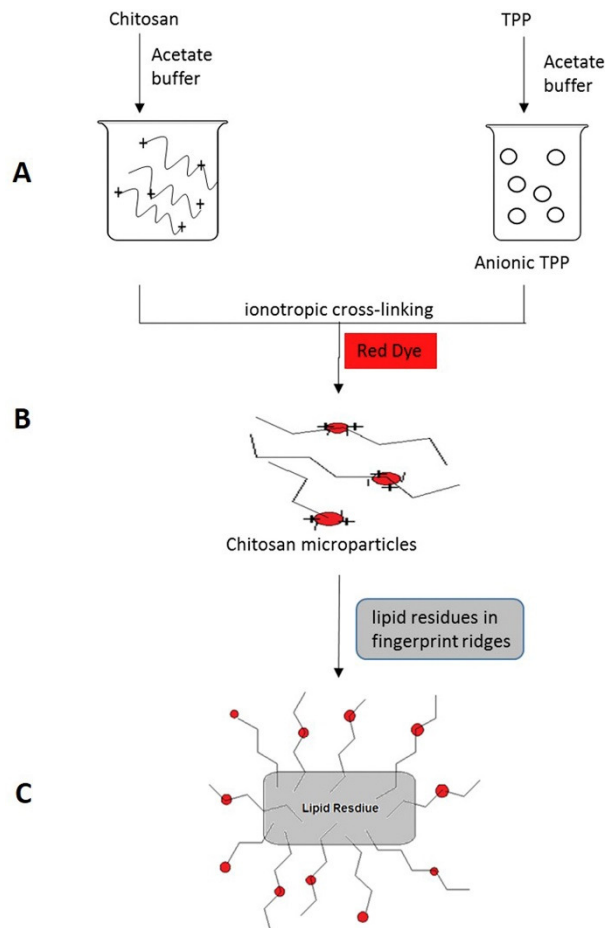 Chitosan
TPP
Acetate
buffer
Acetate
buffer
A
+
+
+
+
+
+
Anionic TPP
ionotropic cross-linking
Red Dye
B
Chitosan microparticles
lipid residues in
fingerprint ridges
C
Lipid Resdiue